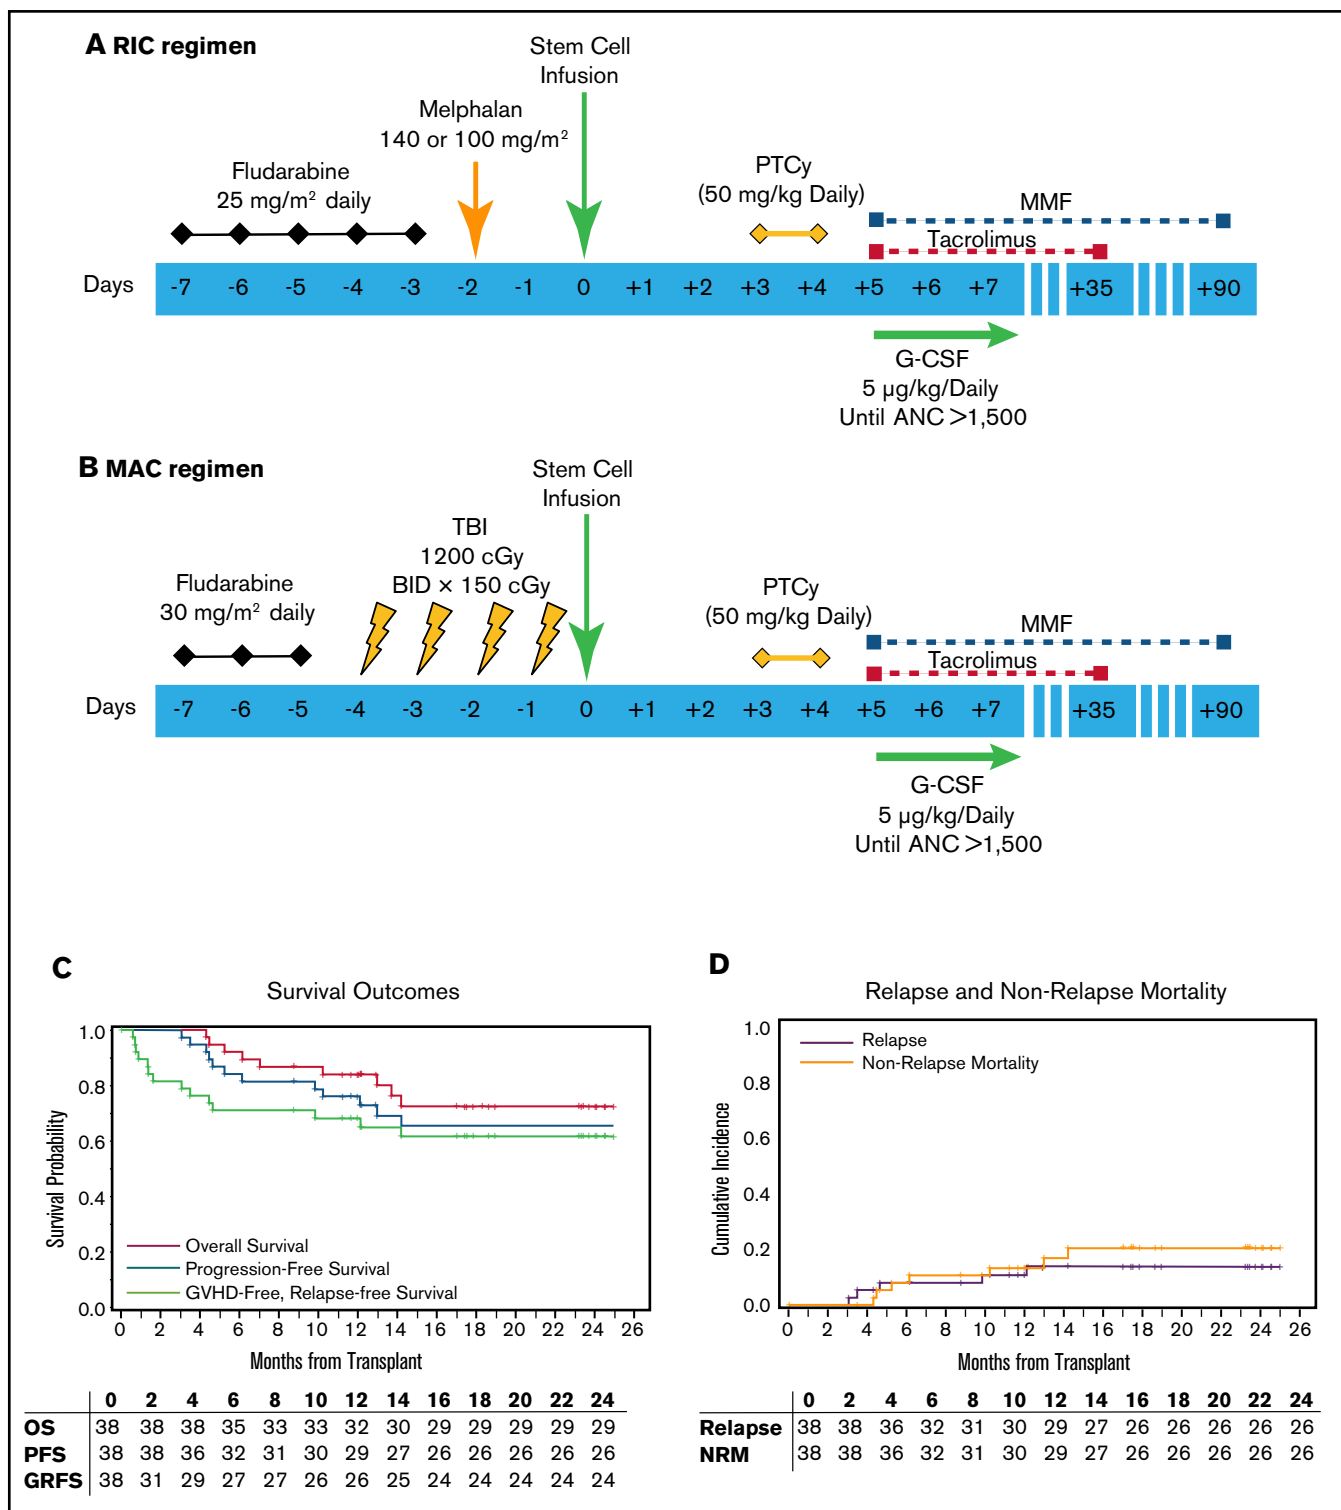 A RIC regimen
Stem Cell
Infusion
Melphalan
140 or 100 mg/m²
Fludarabine
25 mg/m² daily
PTCy
(50 mg/kg Daily)
MMF
Tacrolimus
Days -7 -6 -5 -4 -3 -2 -1 0 +1 +2 +3 +4 +5 +6 +7 +35 +90
G-CSF
5 µg/kg/Daily
Until ANC >1,500
B MAC regimen
Stem Cell
Infusion
TBI
1200 cGy
BID × 150 cGy
Fludarabine
30 mg/m² daily
PTCy
(50 mg/kg Daily)
MMF
Tacrolimus
Days -7 -6 -5 -4 -3 -2 -1 0 +1 +2 +3 +4 +5 +6 +7 +35 +90
G-CSF
5 µg/kg/Daily
Until ANC >1,500
C
Survival Outcomes
Survival Probability
1.0
0.8
0.6
0.4
0.2
0.0
Overall Survival
Progression-Free Survival
GVHD-Free, Relapse-free Survival
0 2 4 6 8 10 12 14 16 18 20 22 24 26
Months from Transplant
0 2 4 6 8 10 12 14 16 18 20 22 24
OS 38 38 38 35 33 33 32 30 29 29 29 29 29
PFS 38 38 36 32 31 30 29 27 26 26 26 26 26
GRFS 38 31 29 27 27 26 26 25 24 24 24 24 24
D
Relapse and Non-Relapse Mortality
Cumulative Incidence
1.0
0.8
0.6
0.4
0.2
0.0
Relapse
Non-Relapse Mortality
0 2 4 6 8 10 12 14 16 18 20 22 24 26
Months from Transplant
0 2 4 6 8 10 12 14 16 18 20 22 24
Relapse 38 38 36 32 31 30 29 27 26 26 26 26 26
NRM 38 38 36 32 31 30 29 27 26 26 26 26 26